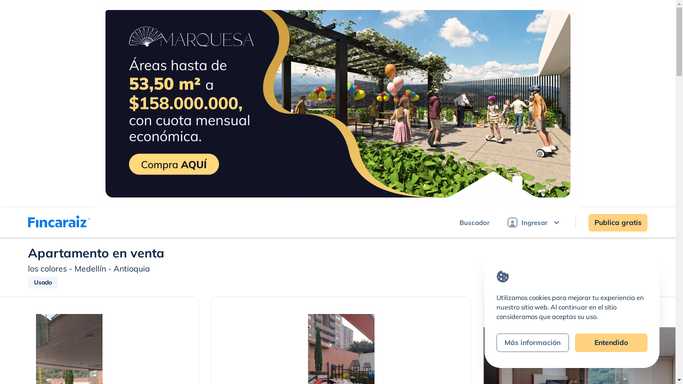 MARQUESA
Áreas hasta de
53,50 m² a
$158.000.000,
con cuota mensual
económica.
Compra AQUÍ
Fincaraiz
Buscador
Ingresar
Publica gratis
Apartamento en venta
los colores - Medellín - Antioquia
Usado
Utilizamos cookies para mejorar tu experiencia en
nuestro sitio web. Al continuar en el sitio
consideramos que aceptas su uso.
Más información
Entendido